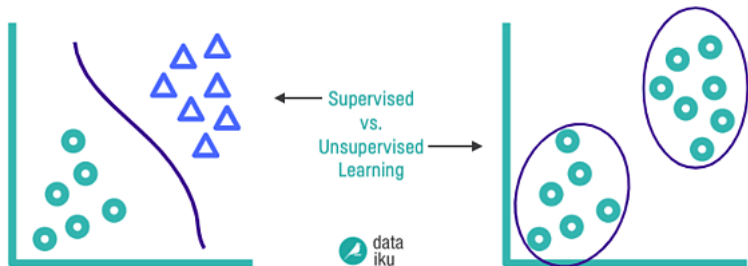 Supervised
vs.
Unsupervised
Learning
data
iku